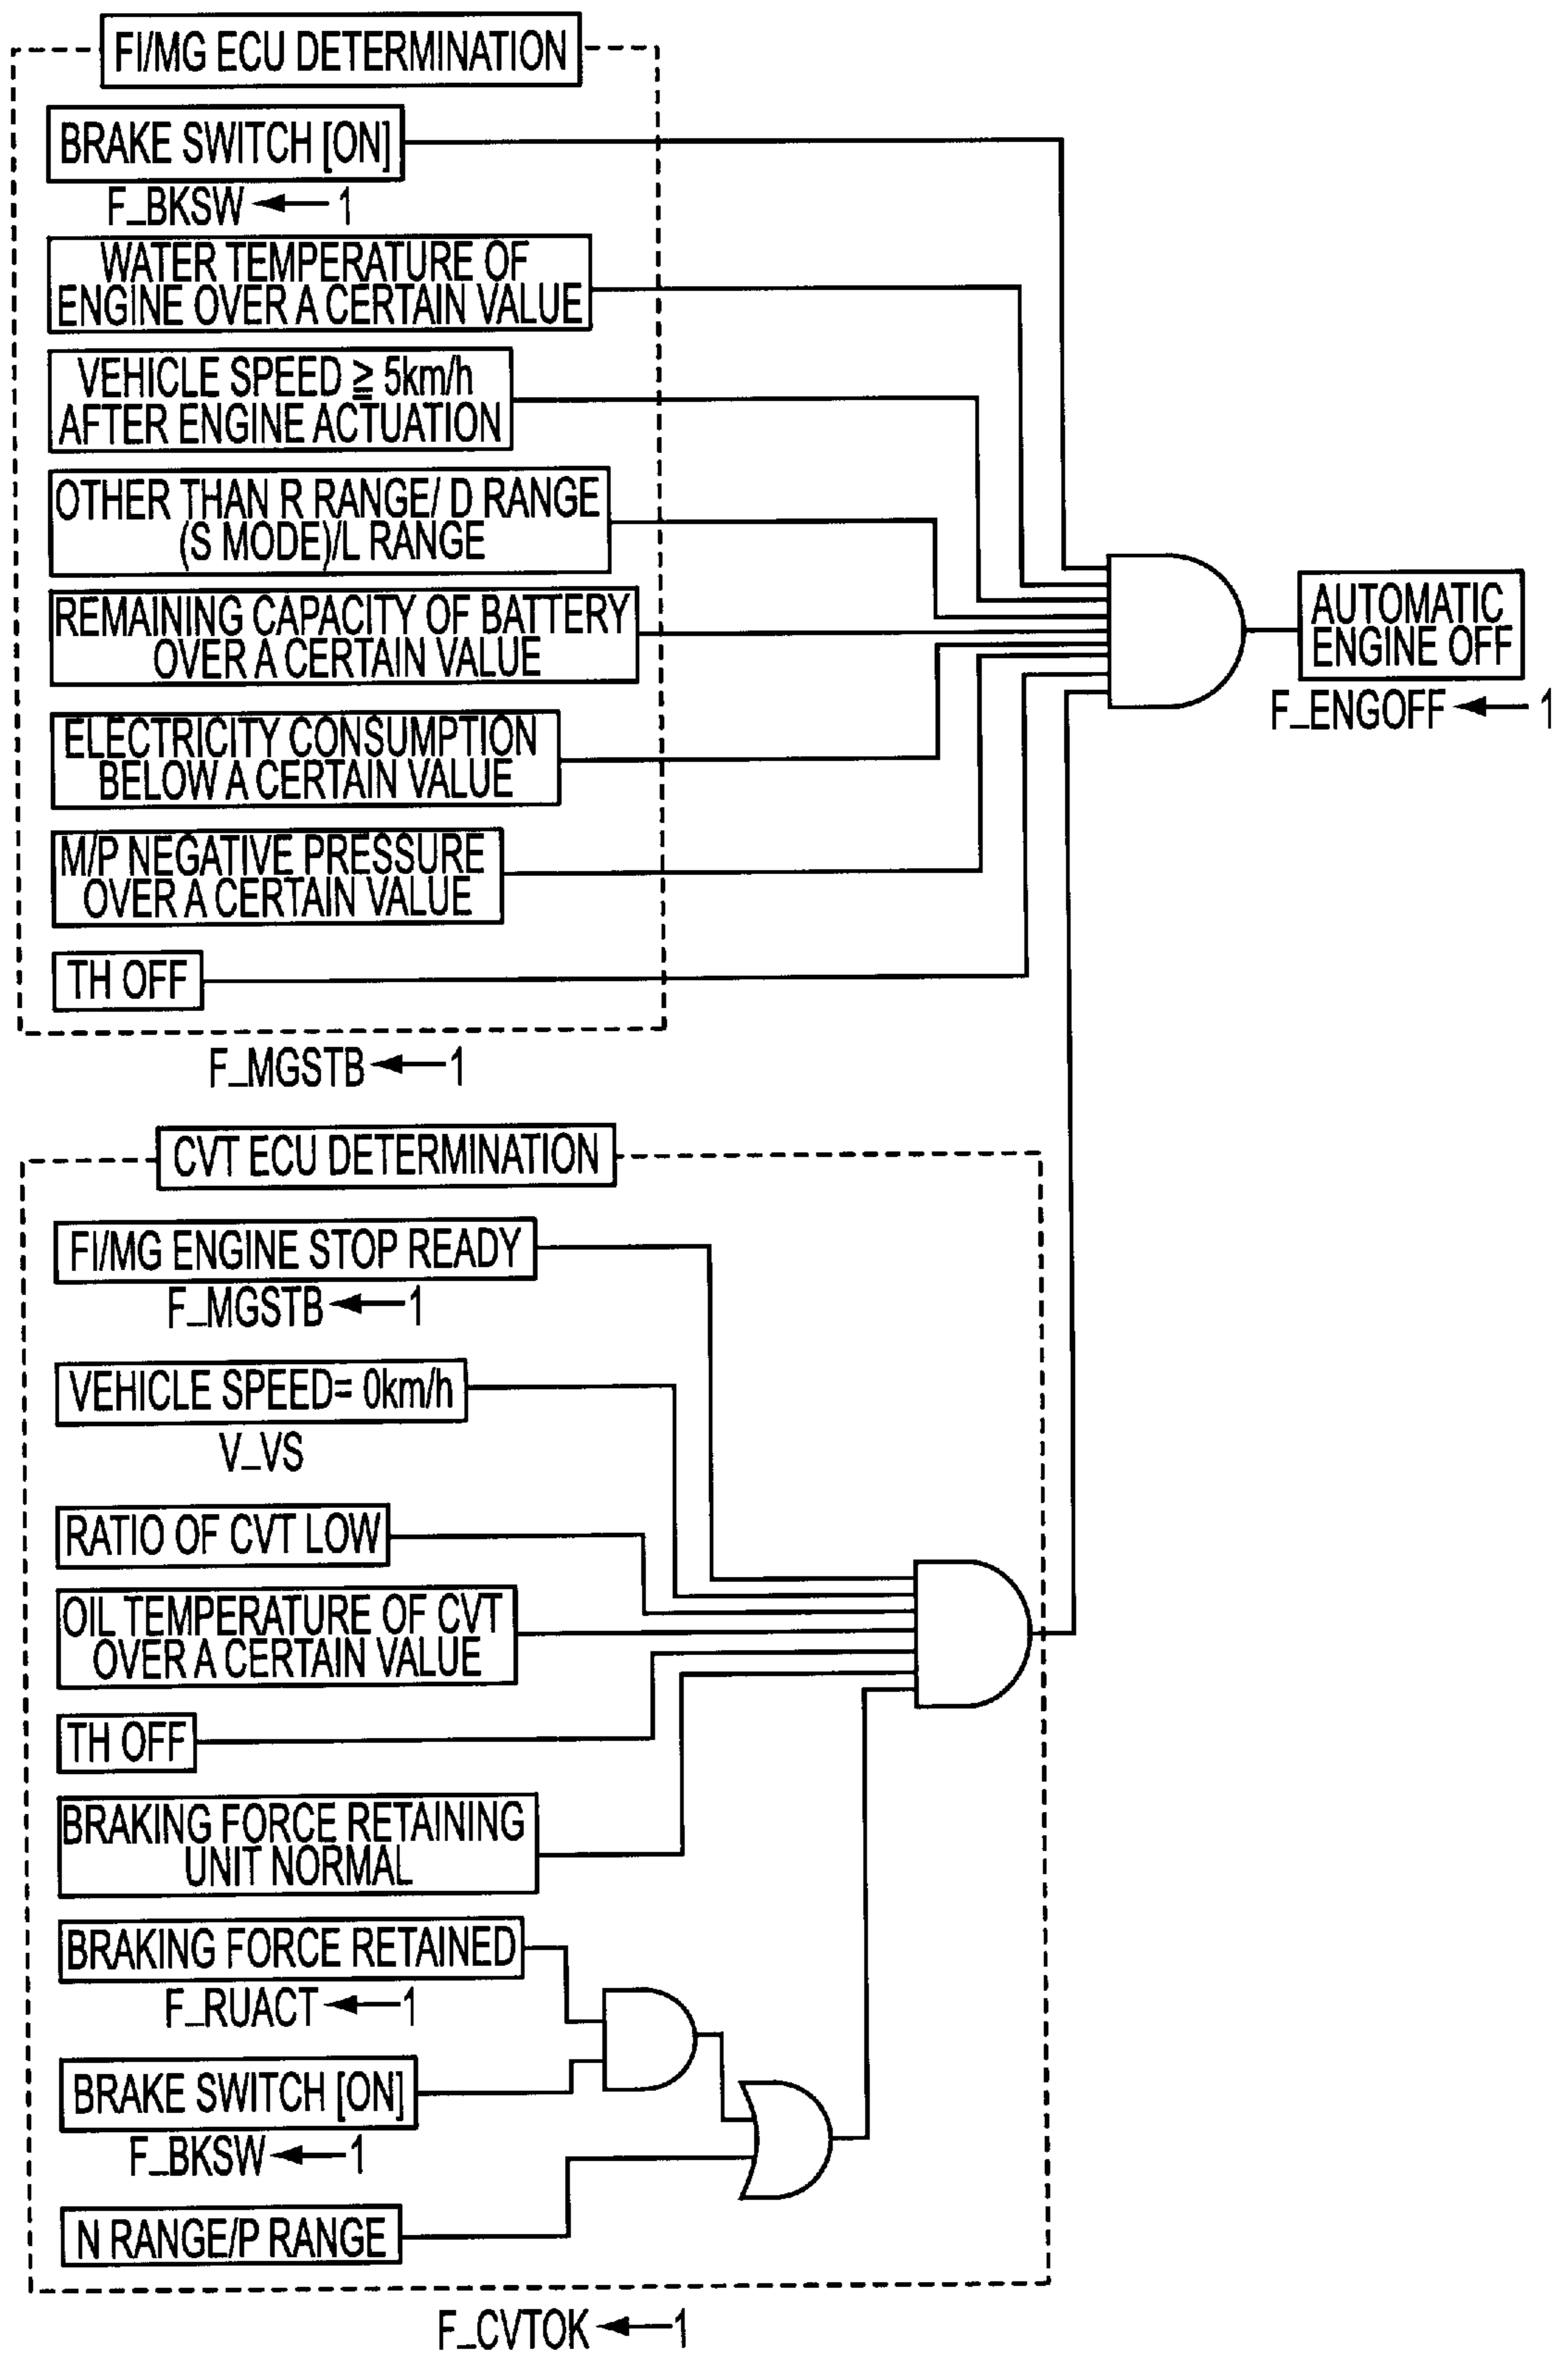 FI/MG ECU DETERMINATION
BRAKE SWITCH [ON]
F_BKSW ← 1
WATER TEMPERATURE OF
ENGINE OVER A CERTAIN VALUE
VEHICLE SPEED ≧ 5km/h
AFTER ENGINE ACTUATION
OTHER THAN R RANGE/ D RANGE
(S MODE)/L RANGE
REMAINING CAPACITY OF BATTERY
OVER A CERTAIN VALUE
ELECTRICITY CONSUMPTION
BELOW A CERTAIN VALUE
M/P NEGATIVE PRESSURE
OVER A CERTAIN VALUE
TH OFF
F_MGSTB ← 1
AUTOMATIC
ENGINE OFF
F_ENGOFF ← 1
CVT ECU DETERMINATION
FI/MG ENGINE STOP READY
F_MGSTB ← 1
VEHICLE SPEED= 0km/h
V_VS
RATIO OF CVT LOW
OIL TEMPERATURE OF CVT
OVER A CERTAIN VALUE
TH OFF
BRAKING FORCE RETAINING
UNIT NORMAL
BRAKING FORCE RETAINED
F_RUACT ← 1
BRAKE SWITCH [ON]
F_BKSW ← 1
N RANGE/P RANGE
F_CVTOK ← 1